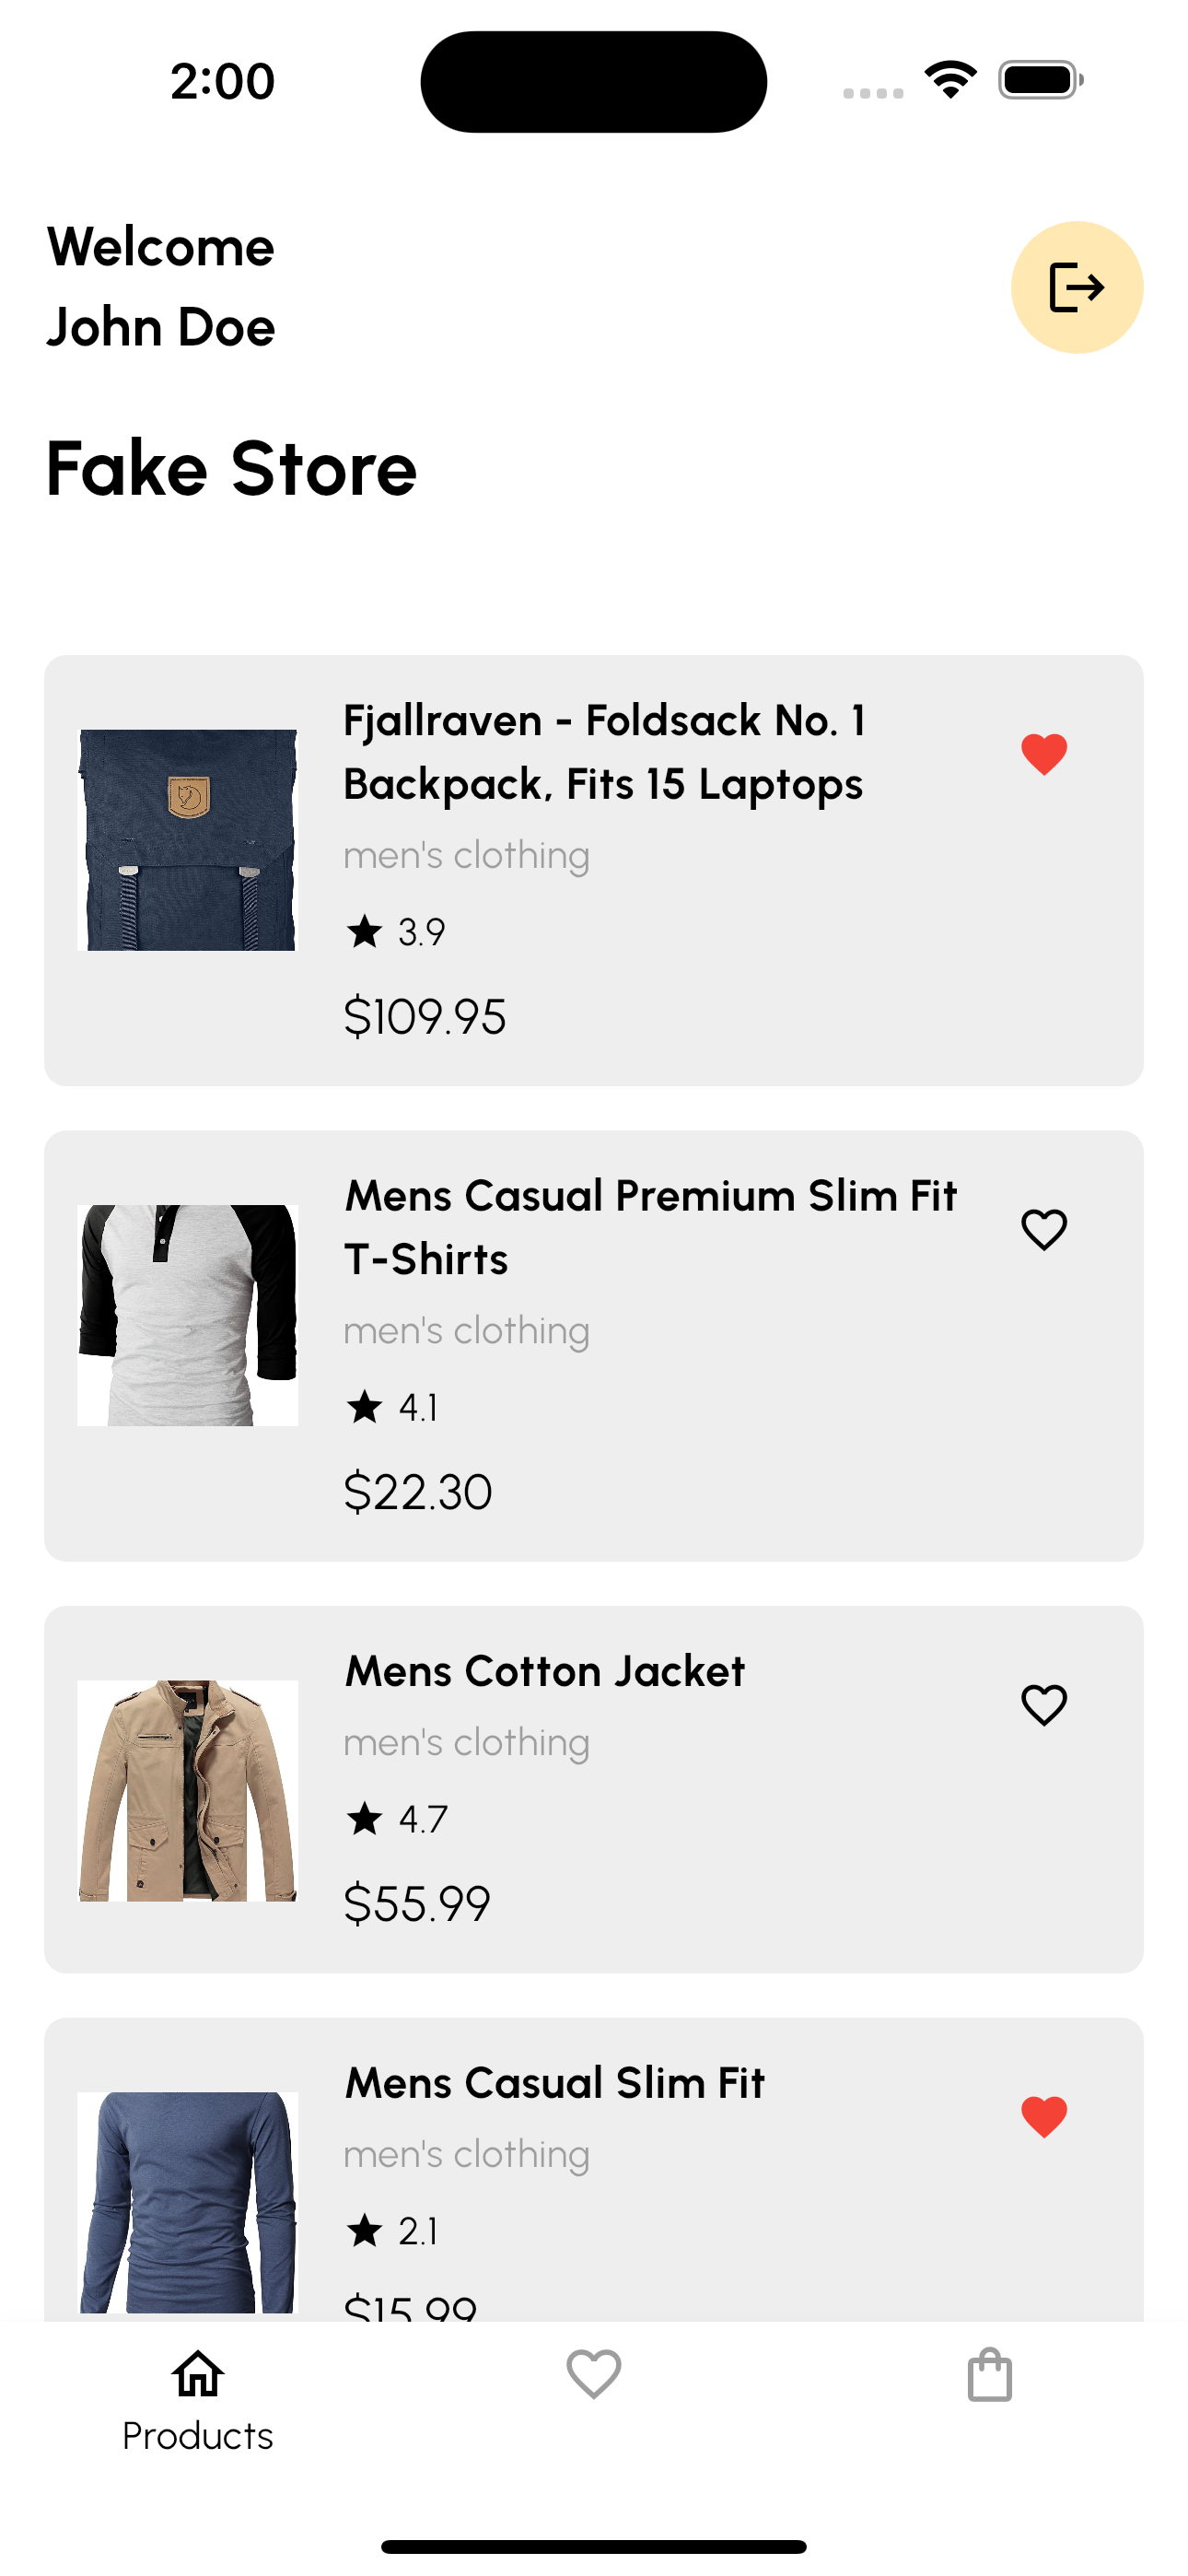 2:00
Welcome
John Doe
Fake Store
Fjallraven - Foldsack No. 1
Backpack, Fits 15 Laptops
men's clothing
3.9
$109.95
Mens Casual Premium Slim Fit
T-Shirts
men's clothing
4.1
$22.30
Mens Cotton Jacket
men's clothing
4.7
$55.99
Mens Casual Slim Fit
men's clothing
2.1
$15.99
Products